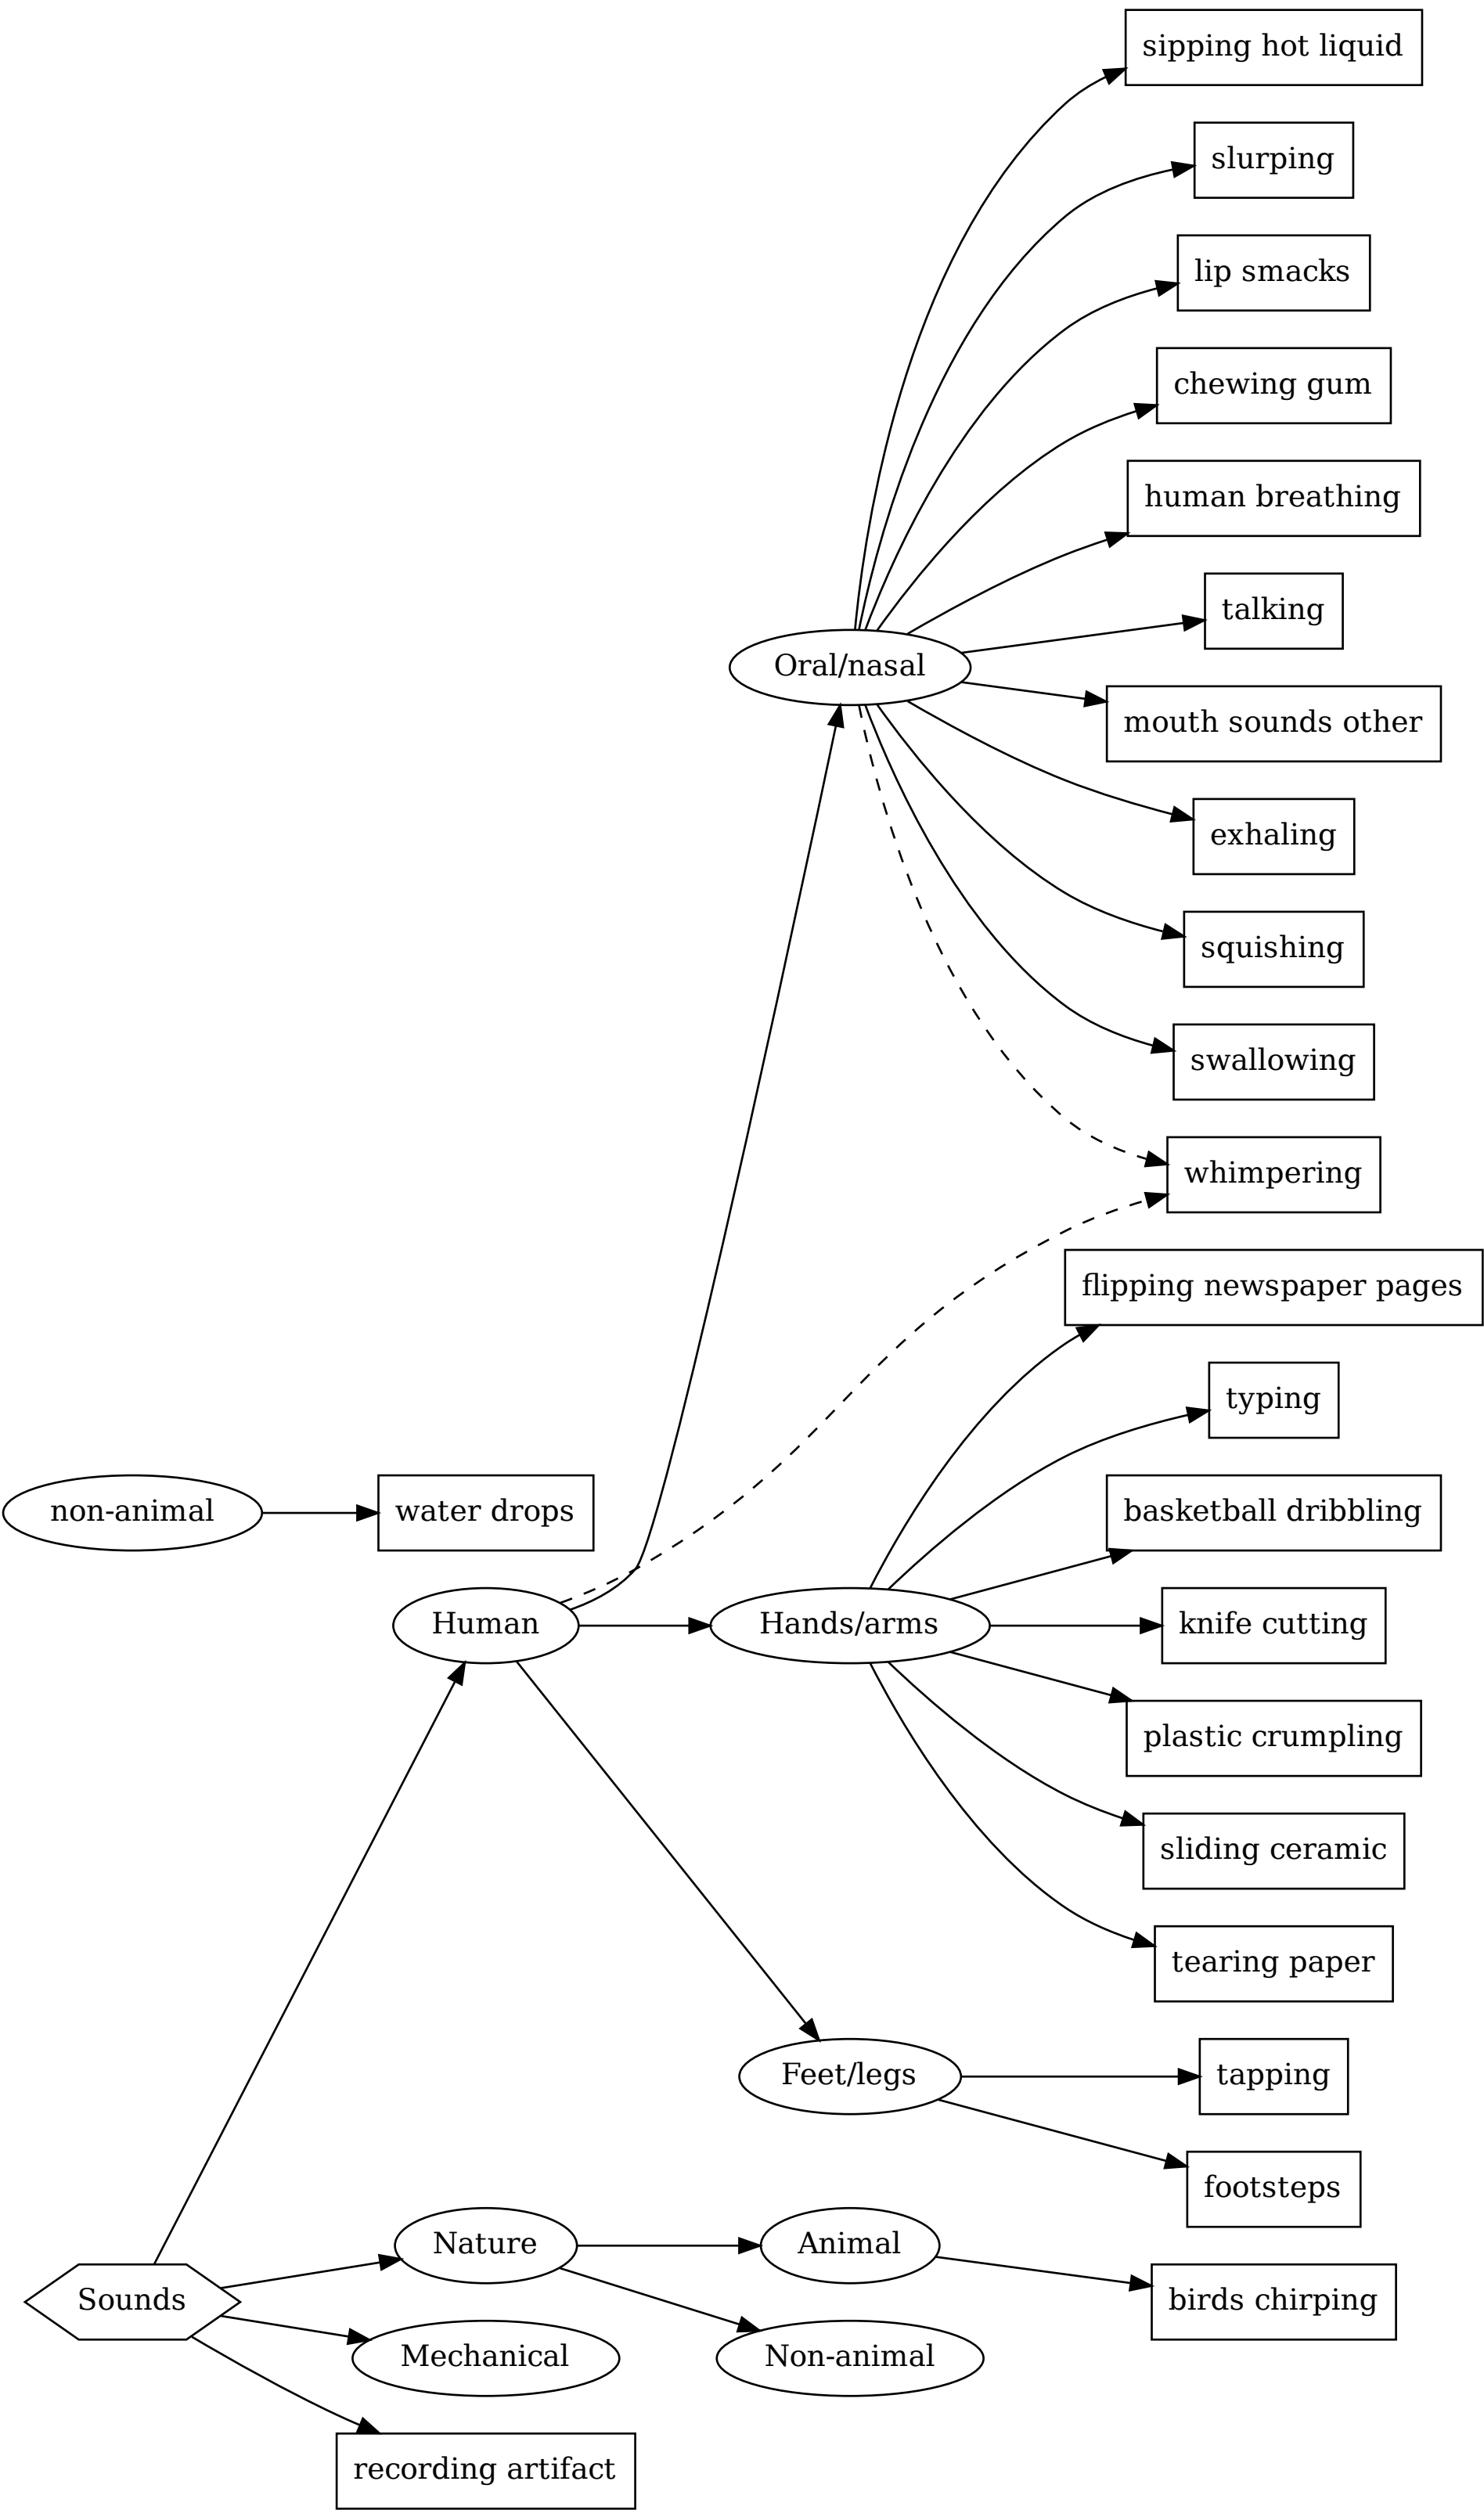 sipping hot liquid
slurping
lip smacks
chewing gum
human breathing
talking
Oral/nasal
mouth sounds other
exhaling
squishing
swallowing
whimpering
flipping newspaper pages
typing
non-animal
water drops
basketball dribbling
Human
Hands/arms
knife cutting
plastic crumpling
sliding ceramic
tearing paper
Feet/legs
tapping
footsteps
Nature
Animal
Sounds
birds chirping
Mechanical
Non-animal
recording artifact